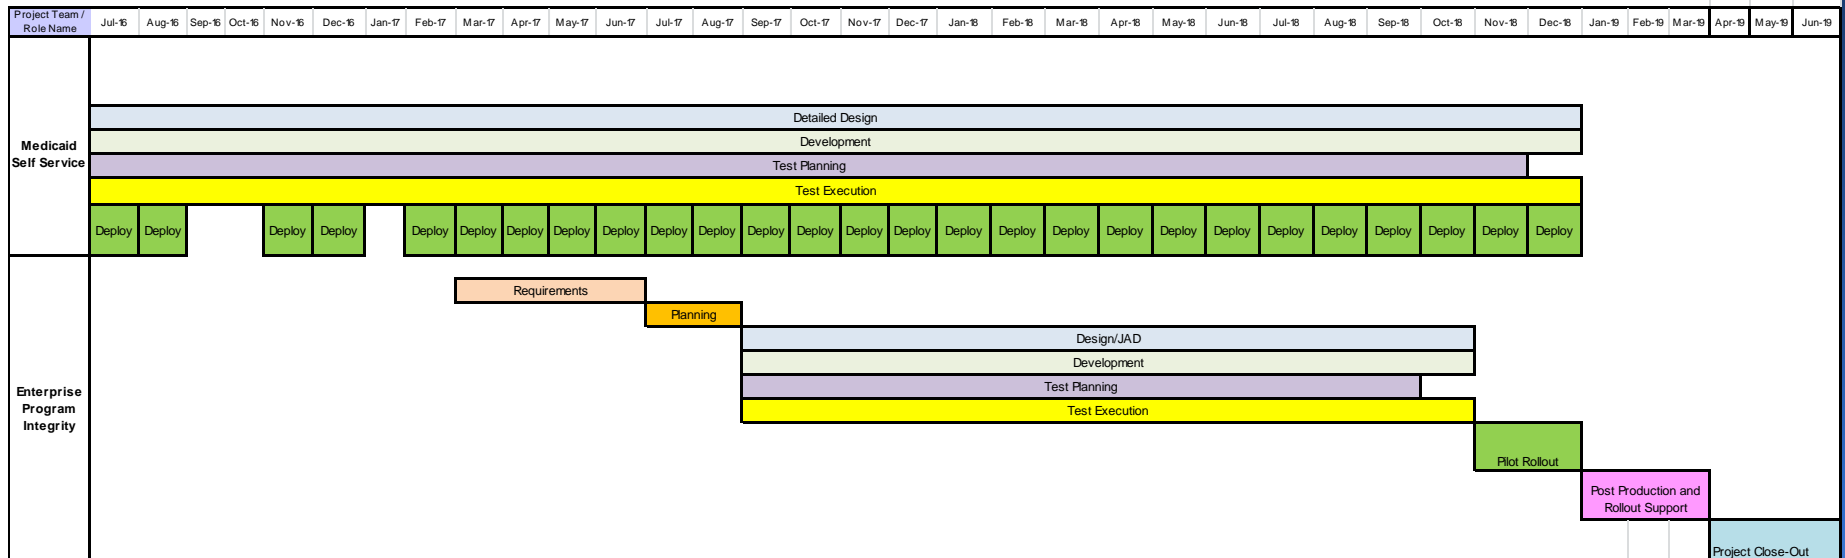 Project Team /
Role Name
Jul-16 Aug-16 Sep-16 Oct-16 Nov-16 Dec-16 Jan-17 Feb-17 Mar-17 Apr-17 May-17 Jun-17 Jul-17 Aug-17 Sep-17 Oct-17 Nov-17 Dec-17 Jan-18 Feb-18 Mar-18 Apr-18 May-18 Jun-18 Jul-18 Aug-18 Sep-18 Oct-18 Nov-18 Dec-18 Jan-19 Feb-19 Mar-19 Apr-19 May-19 Jun-19
Medicaid
Self Service
Detailed Design
Development
Test Planning
Test Execution
Deploy Deploy Deploy Deploy Deploy Deploy Deploy Deploy Deploy Deploy Deploy Deploy Deploy Deploy Deploy Deploy Deploy Deploy Deploy Deploy Deploy Deploy Deploy Deploy Deploy Deploy Deploy
Enterprise
Program
Integrity
Requirements
Planning
Design/JAD
Development
Test Planning
Test Execution
Pilot Rollout
Post Production and
Rollout Support
Project Close-Out